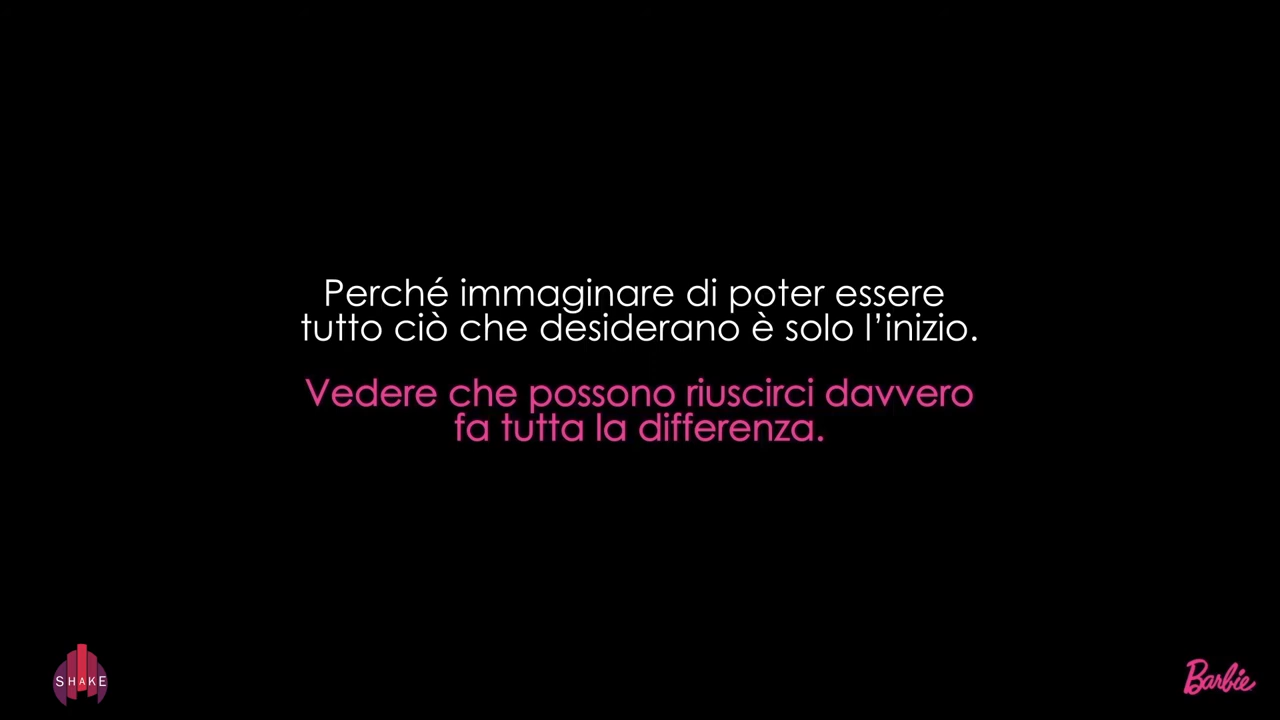 Perché immaginare di poter essere
tutto ciò che desiderano è solo l’inizio.
Vedere che possono riuscirci davvero
fa tutta la differenza.
SHAKE
Barbie